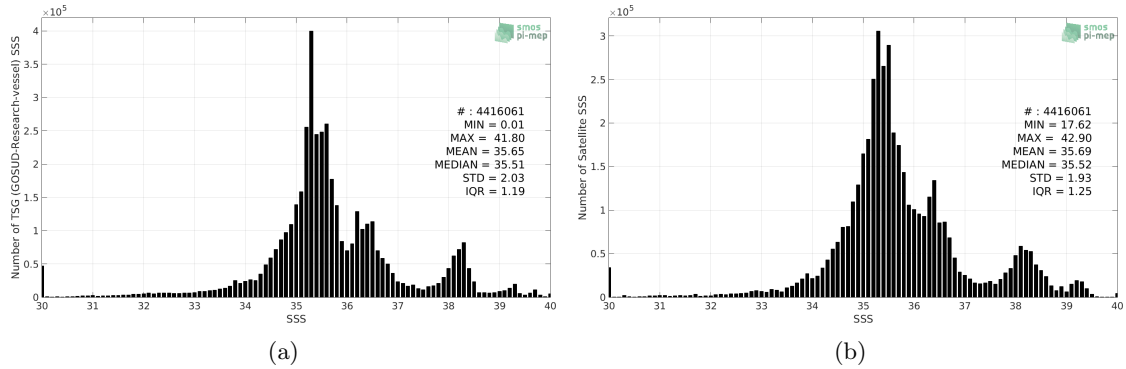 ×10⁵
4
3.5
3
2.5
2
1.5
1
0.5
0
Number of TSG (GOSUD-Research-vessel) SSS
smos
pi-mep
# : 4416061
MIN = 0.01
MAX = 41.80
MEAN = 35.65
MEDIAN = 35.51
STD = 2.03
IQR = 1.19
30 31 32 33 34 35 36 37 38 39 40
SSS
(a)
×10⁵
3
2.5
2
1.5
1
0.5
0
Number of Satellite SSS
smos
pi-mep
# : 4416061
MIN = 17.62
MAX = 42.90
MEAN = 35.69
MEDIAN = 35.52
STD = 1.93
IQR = 1.25
30 31 32 33 34 35 36 37 38 39 40
SSS
(b)